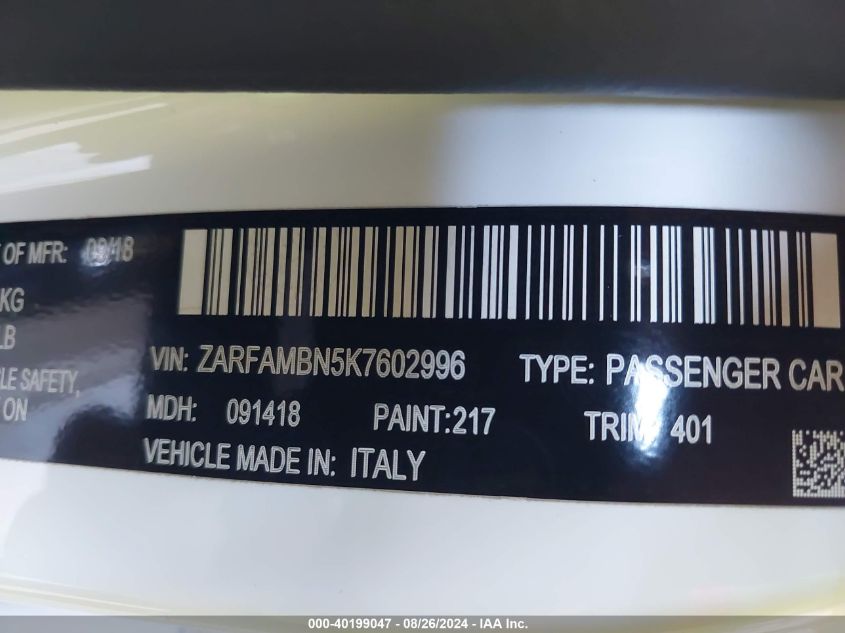 OF MFR: 09/18
KG
LB
LE SAFETY,
ON
VIN: ZARFAMBN5K7602996
TYPE: PASSENGER CAR
MDH: 091418 PAINT:217 TRIM: 401
VEHICLE MADE IN: ITALY
000-40199047 - 08/26/2024 - IAA Inc.